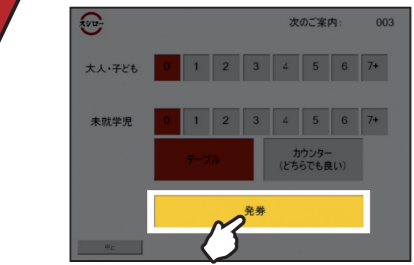 スシロー
次のご案内: 003
大人・子ども 0 1 2 3 4 5 6 7+
未就学児 0 1 2 3 4 5 6 7+
テーブル カウンター
(どちらでも良い)
発券